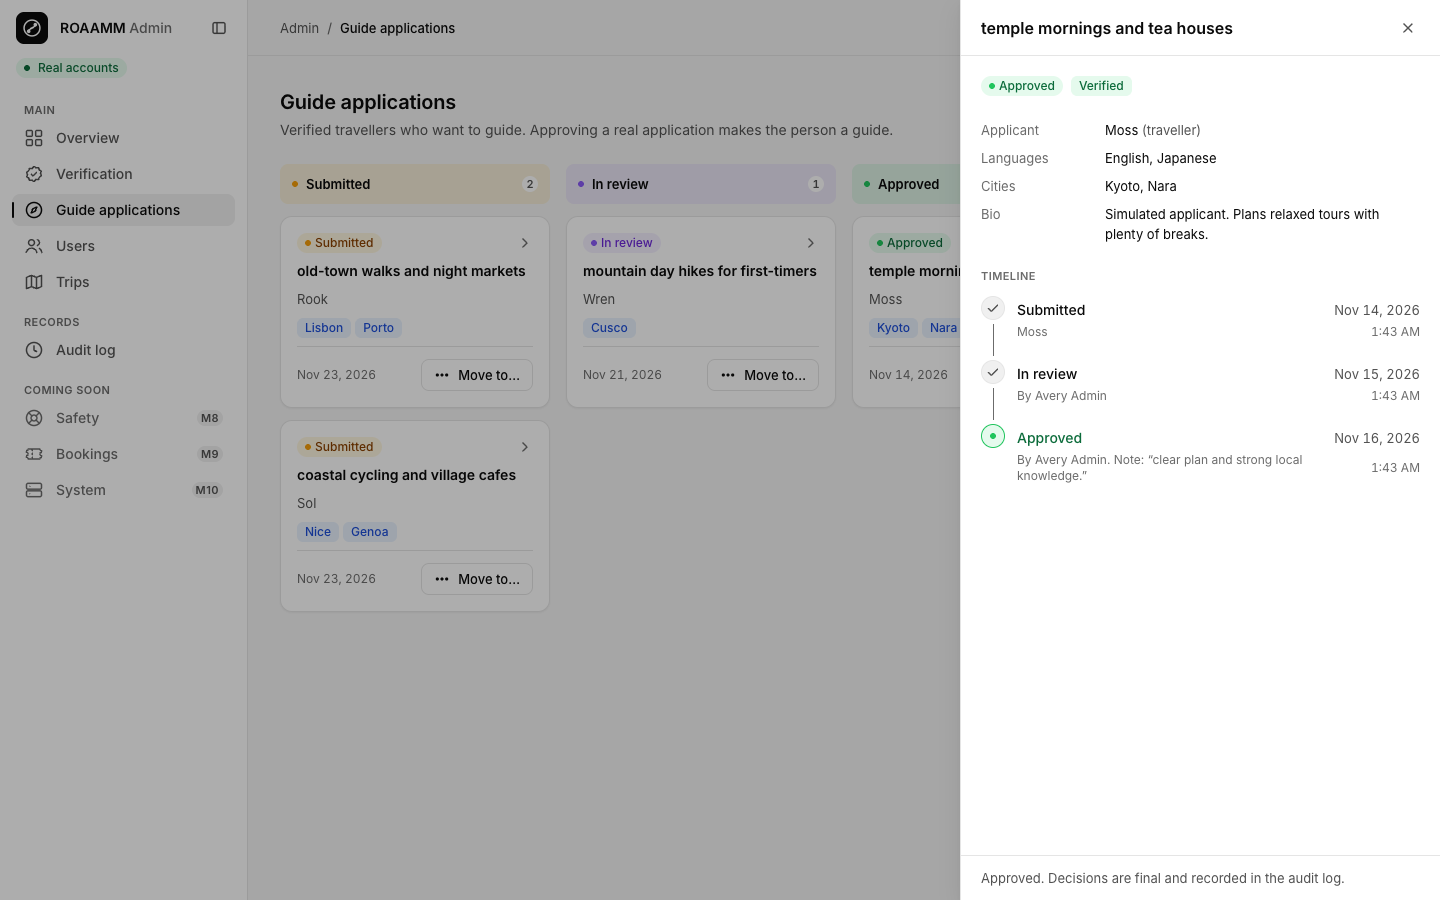 ROAAMM Admin
Real accounts
MAIN
Overview
Verification
Guide applications
Users
Trips
RECORDS
Audit log
COMING SOON
Safety M8
Bookings M9
System M10
Admin / Guide applications
Guide applications
Verified travellers who want to guide. Approving a real application makes the person a guide.
Submitted 2
Submitted
old-town walks and night markets
Rook
Lisbon Porto
Nov 23, 2026 ••• Move to...
Submitted
coastal cycling and village cafes
Sol
Nice Genoa
Nov 23, 2026 ••• Move to...
In review 1
In review
mountain day hikes for first-timers
Wren
Cusco
Nov 21, 2026 ••• Move to...
Approved
Approved
temple
Moss
Kyoto Nara
Nov 14, 2026
temple mornings and tea houses
Approved Verified
Applicant Moss (traveller)
Languages English, Japanese
Cities Kyoto, Nara
Bio Simulated applicant. Plans relaxed tours with
plenty of breaks.
TIMELINE
Submitted Nov 14, 2026
Moss 1:43 AM
In review Nov 15, 2026
By Avery Admin 1:43 AM
Approved Nov 16, 2026
By Avery Admin. Note: “clear plan and strong local
knowledge.” 1:43 AM
Approved. Decisions are final and recorded in the audit log.